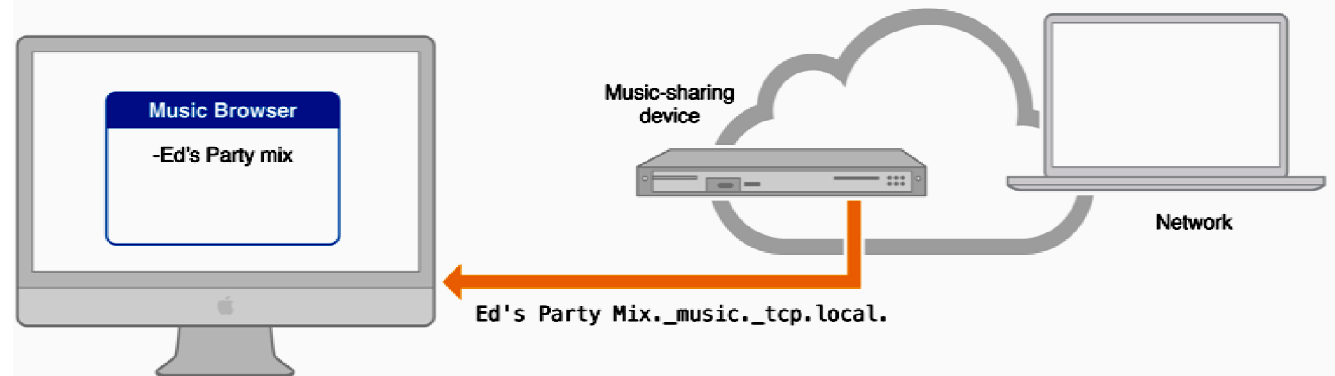 Music Browser
-Ed's Party mix
Music-sharing
device
Network
Ed's Party Mix._music._tcp.local.